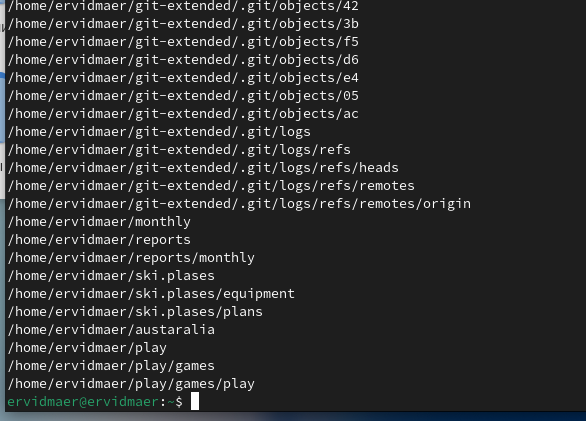 /home/ervidmaer/git-extended/.git/objects/42
/home/ervidmaer/git-extended/.git/objects/3b
/home/ervidmaer/git-extended/.git/objects/f5
/home/ervidmaer/git-extended/.git/objects/d6
/home/ervidmaer/git-extended/.git/objects/e4
/home/ervidmaer/git-extended/.git/objects/05
/home/ervidmaer/git-extended/.git/objects/ac
/home/ervidmaer/git-extended/.git/logs
/home/ervidmaer/git-extended/.git/logs/refs
/home/ervidmaer/git-extended/.git/logs/refs/heads
/home/ervidmaer/git-extended/.git/logs/refs/remotes
/home/ervidmaer/git-extended/.git/logs/refs/remotes/origin
/home/ervidmaer/monthly
/home/ervidmaer/reports
/home/ervidmaer/reports/monthly
/home/ervidmaer/ski.plases
/home/ervidmaer/ski.plases/equipment
/home/ervidmaer/ski.plases/plans
/home/ervidmaer/austaralia
/home/ervidmaer/play
/home/ervidmaer/play/games
/home/ervidmaer/play/games/play
ervidmaer@ervidmaer:~$